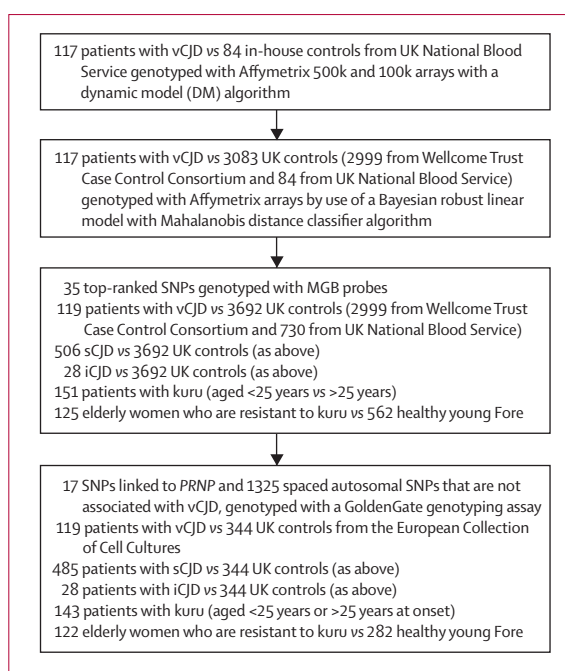 117 patients with vCJD vs 84 in-house controls from UK National Blood
Service genotyped with Affymetrix 500k and 100k arrays with a
dynamic model (DM) algorithm
117 patients with vCJD vs 3083 UK controls (2999 from Wellcome Trust
Case Control Consortium and 84 from UK National Blood Service)
genotyped with Affymetrix arrays by use of a Bayesian robust linear
model with Mahalanobis distance classifier algorithm
35 top-ranked SNPs genotyped with MGB probes
119 patients with vCJD vs 3692 UK controls (2999 from Wellcome Trust
Case Control Consortium and 730 from UK National Blood Service)
506 sCJD vs 3692 UK controls (as above)
28 iCJD vs 3692 UK controls (as above)
151 patients with kuru (aged <25 years vs >25 years)
125 elderly women who are resistant to kuru vs 562 healthy young Fore
17 SNPs linked to PRNP and 1325 spaced autosomal SNPs that are not
associated with vCJD, genotyped with a GoldenGate genotyping assay
119 patients with vCJD vs 344 UK controls from the European Collection
of Cell Cultures
485 patients with sCJD vs 344 UK controls (as above)
28 patients with iCJD vs 344 UK controls (as above)
143 patients with kuru (aged <25 years or >25 years at onset)
122 elderly women who are resistant to kuru vs 282 healthy young Fore